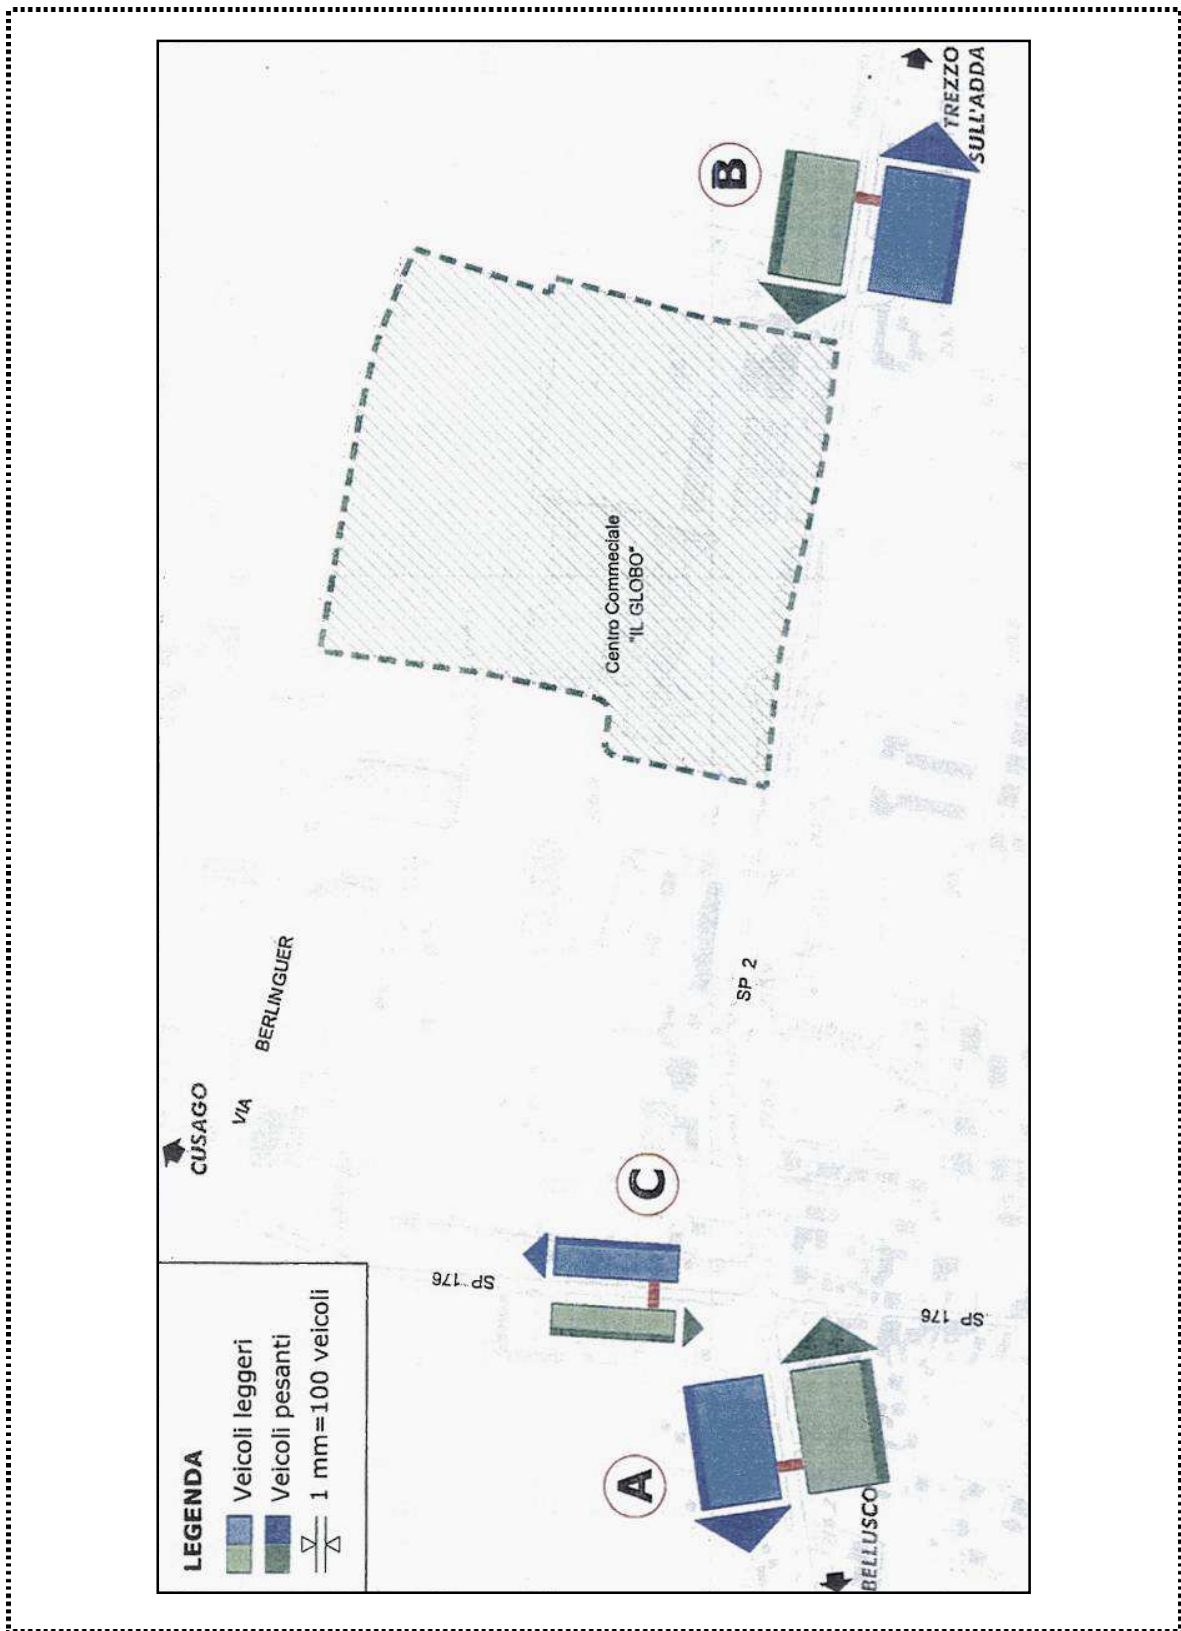 LEGENDA
Veicoli leggeri
Veicoli pesanti
1 mm=100 veicoli
CUSAGO
VIA BERLINGUER
SP 176
C
A
BELLUSCO
SP 176
SP 2
Centro Commeciale
"IL GLOBO"
B
TREZZO
SULL'ADDA